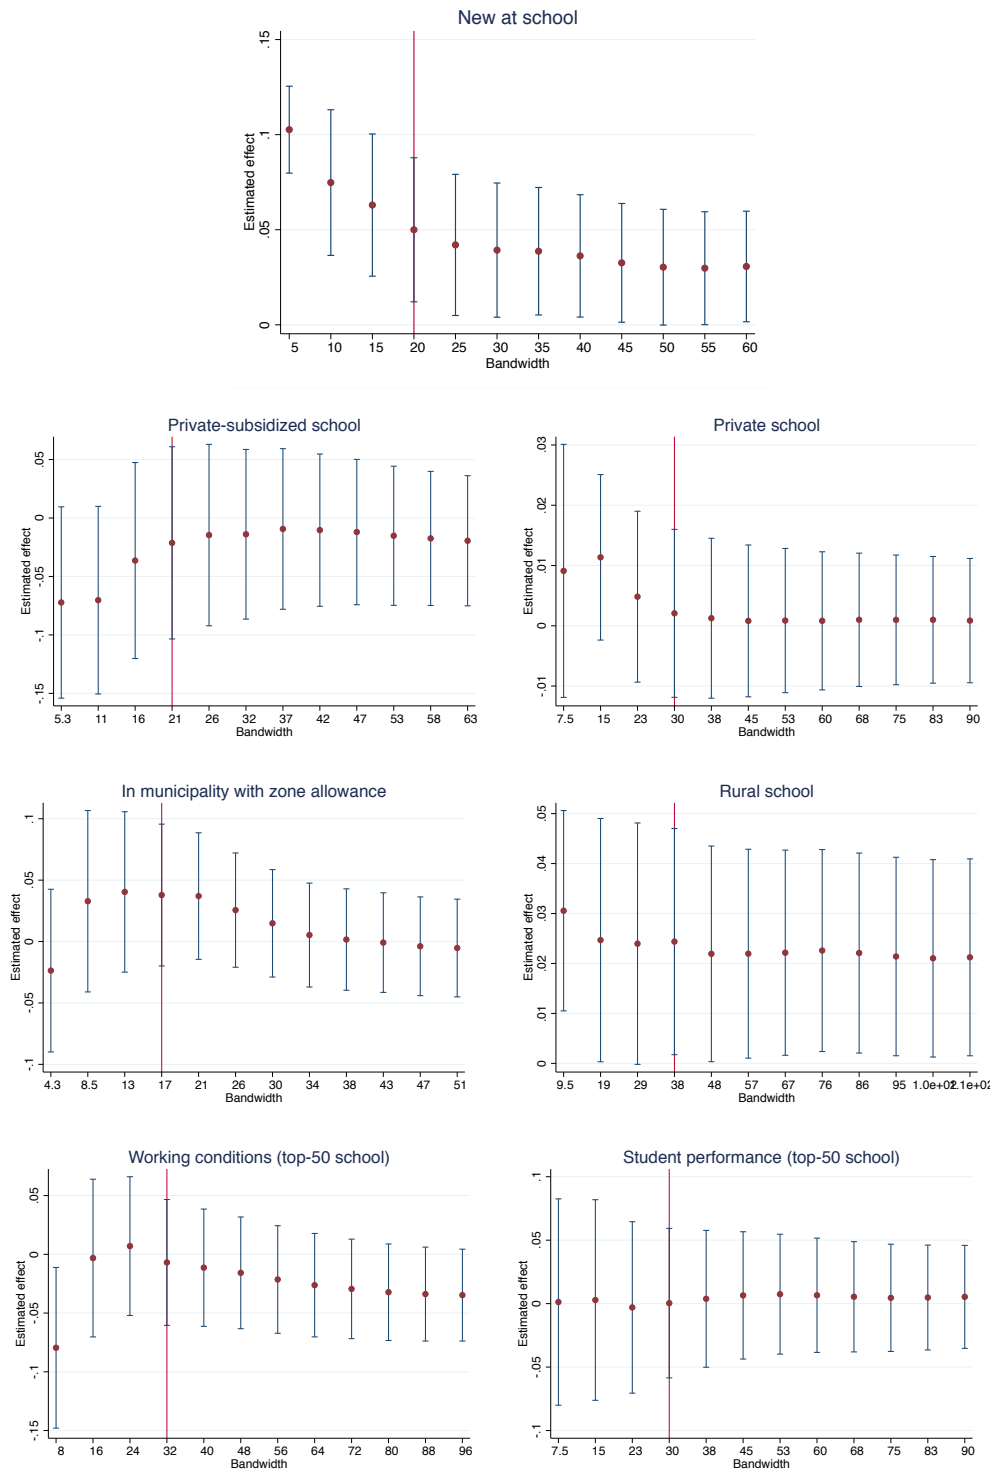 New at school
Estimated effect
.15
.1
.05
0
5 10 15 20 25 30 35 40 45 50 55 60
Bandwidth
Private-subsidized school
Estimated effect
.05
0
-.05
-.1
-.15
5.3 11 16 21 26 32 37 42 47 53 58 63
Bandwidth
Private school
Estimated effect
.03
.02
.01
0
-.01
7.5 15 23 30 38 45 53 60 68 75 83 90
Bandwidth
In municipality with zone allowance
Estimated effect
.1
.05
0
-.05
-.1
4.3 8.5 13 17 21 26 30 34 38 43 47 51
Bandwidth
Rural school
Estimated effect
.05
.04
.03
.02
.01
0
9.5 19 29 38 48 57 67 76 86 95
Bandwidth
Working conditions (top-50 school)
Estimated effect
.05
0
-.05
-.1
-.15
8 16 24 32 40 48 56 64 72 80 88 96
Bandwidth
Student performance (top-50 school)
Estimated effect
.1
.05
0
-.05
-.1
7.5 15 23 30 38 45 53 60 68 75 83 90
Bandwidth